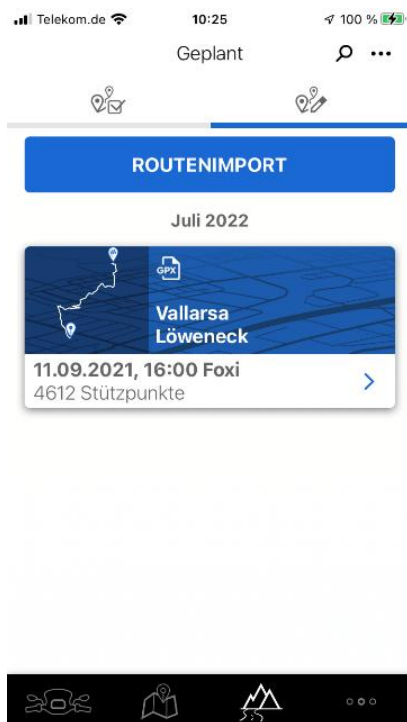 Telekom.de 10:25 100 %
Geplant
ROUTENIMPORT
Juli 2022
GPX
Vallarsa
Löweneck
11.09.2021, 16:00 Foxi
4612 Stützpunkte